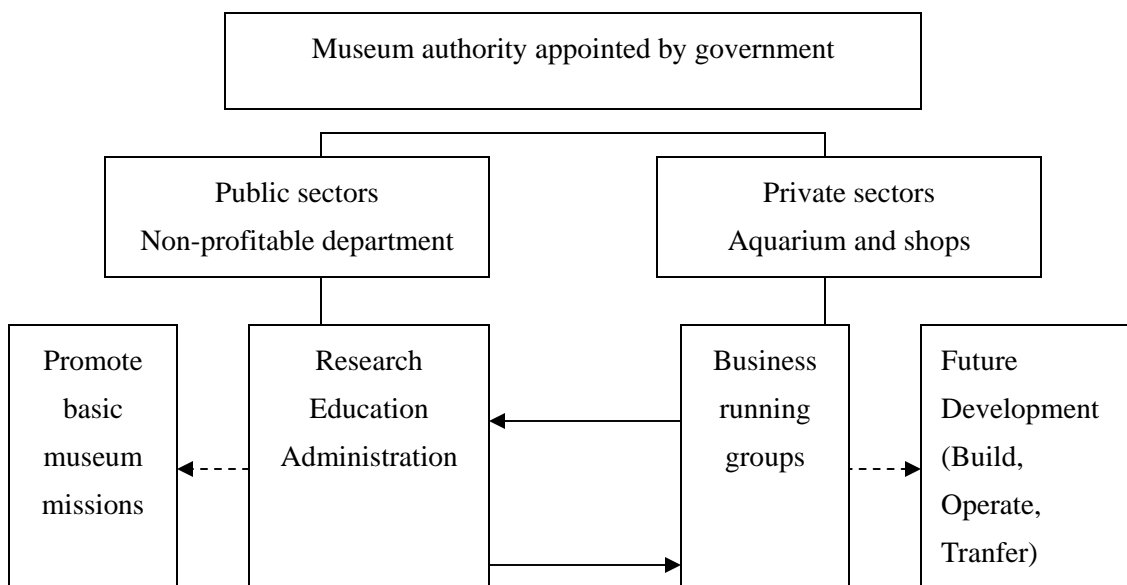 Museum authority appointed by government
Public sectors
Non-profitable department
Private sectors
Aquarium and shops
Promote
basic
museum
missions
Research
Education
Administration
Business
running
groups
Future
Development
(Build,
Operate,
Tranfer)